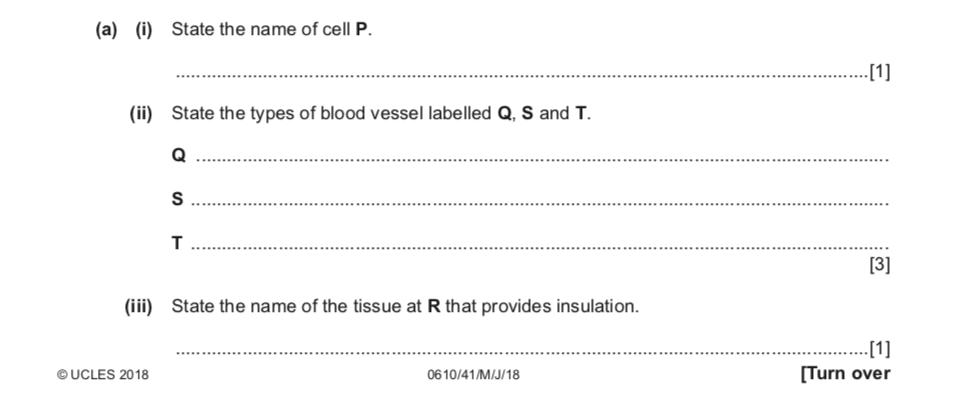 (a) (i) State the name of cell P.
..........[1]
(ii) State the types of blood vessel labelled Q, S and T.
Q ..........
S ..........
T ..........
[3]
(iii) State the name of the tissue at R that provides insulation.
..........[1]
© UCLES 2018 0610/41/M/J/18 [Turn over